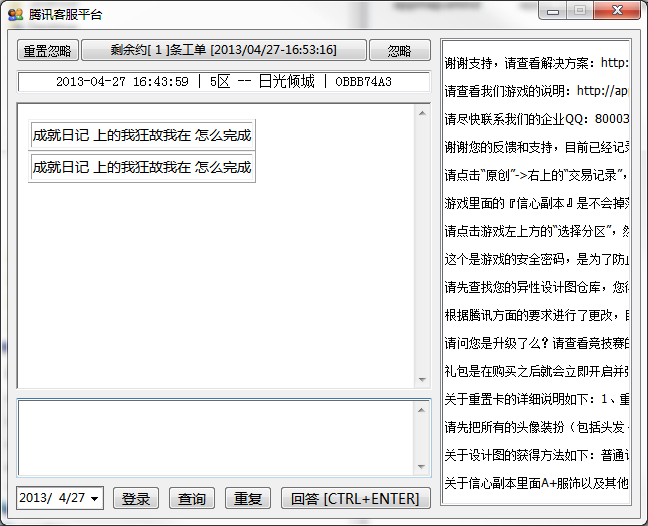 腾讯客服平台
重置忽略
剩余约[ 1 ]条工单 [2013/04/27-16:53:16]
忽略
2013-04-27 16:43:59 | 5区 -- 日光倾城 | 0BBB74A3
成就日记 上的我狂故我在 怎么完成
成就日记 上的我狂故我在 怎么完成
2013/ 4/27
登录
查询
重复
回答 [CTRL+ENTER]
谢谢支持，请查看解决方案：http:
请查看我们游戏的说明：http://ap
请尽快联系我们的企业QQ：80003
谢谢您的反馈和支持，目前已经记
请点击“原创”->右上的“交易记录”，
游戏里面的『信心副本』是不会掉
请点击游戏左上方的“选择分区”，
这个是游戏的安全密码，是为了防
请先查找您的异性设计图仓库，您
根据腾讯方面的要求进行了更改，
请问您是升级了么？请查看竞技赛
礼包是在购买之后就会立即开启并
关于重置卡的详细说明如下：1、重
请先把所有的头像装扮（包括头发
关于设计图的获得方法如下：普通
关于信心副本里面A+服饰以及其他